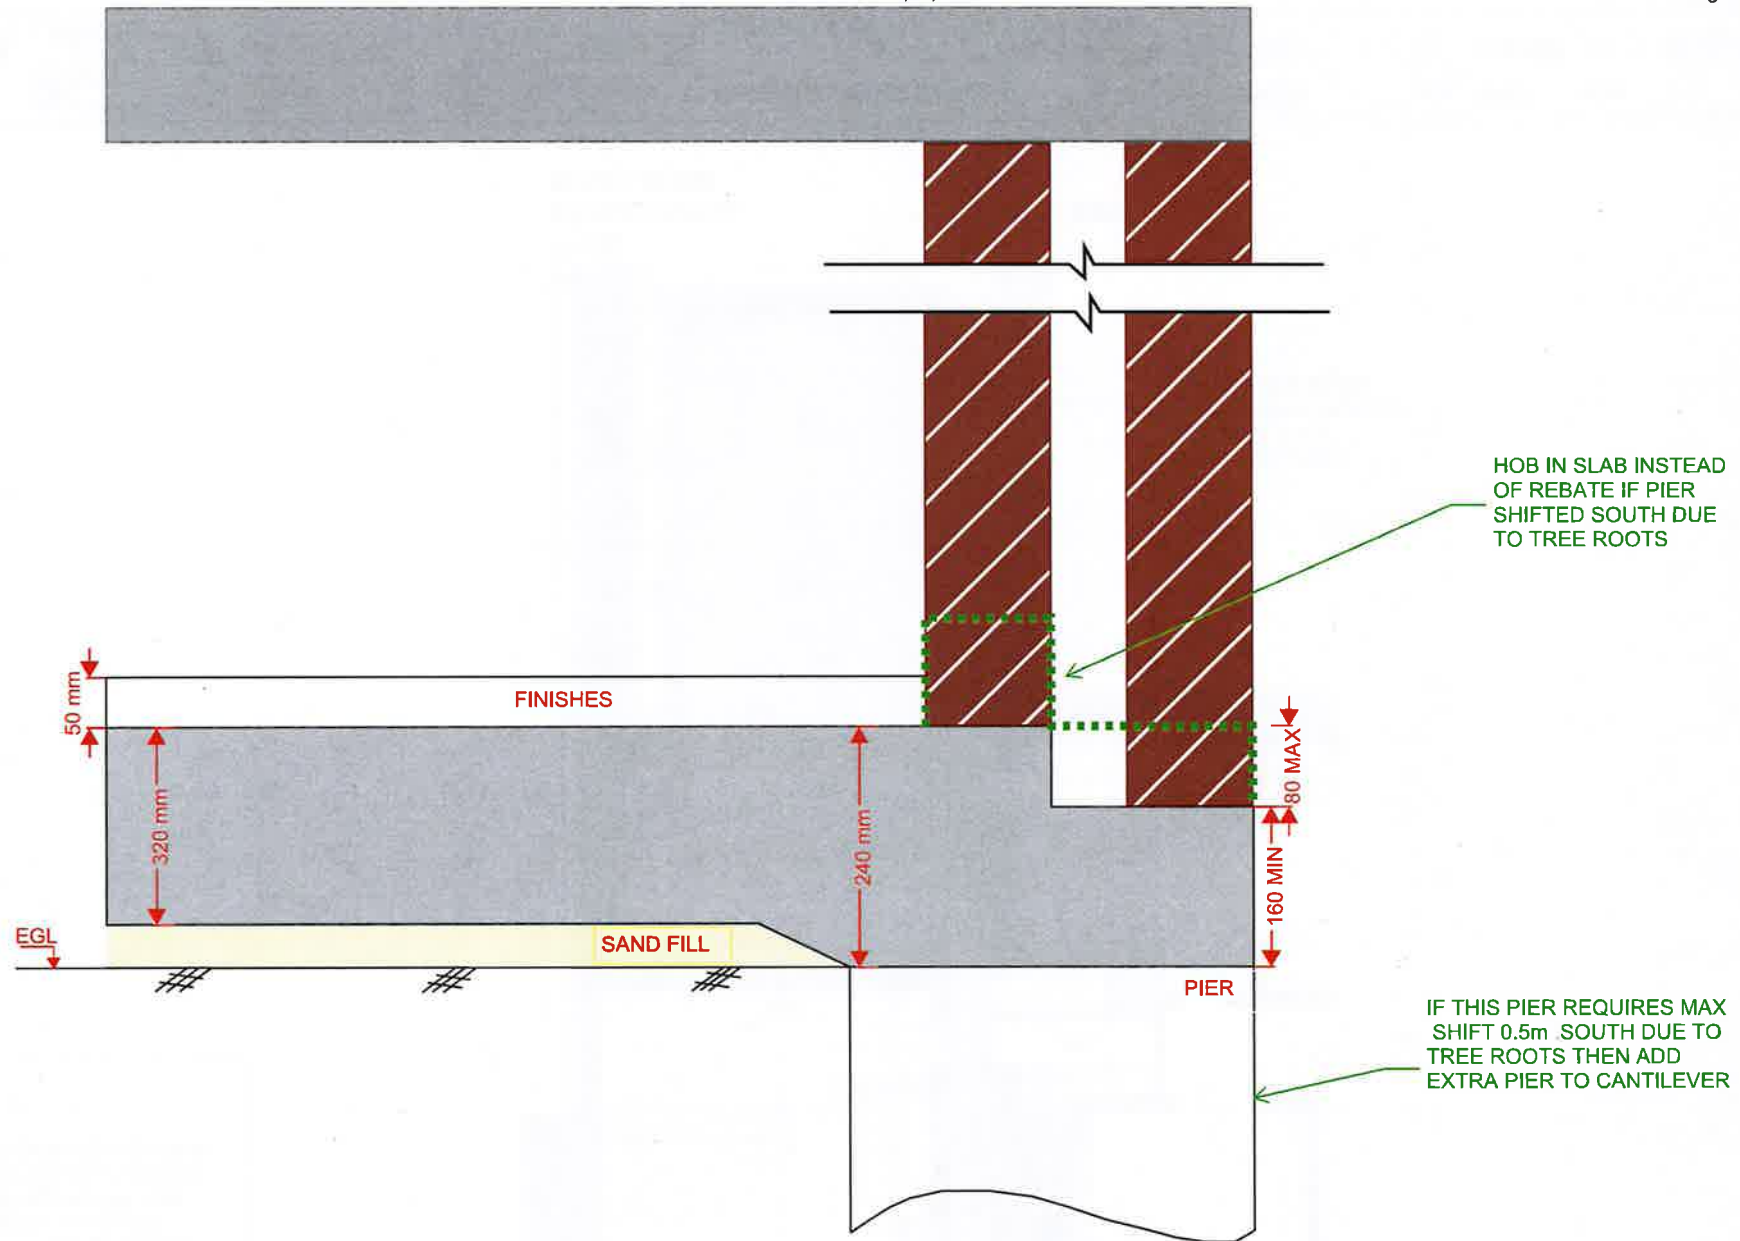 HOB IN SLAB INSTEAD
OF REBATE IF PIER
SHIFTED SOUTH DUE
TO TREE ROOTS
50 mm
FINISHES
80 MAX
320 mm
240 mm
160 MIN
EGL
SAND FILL
PIER
IF THIS PIER REQUIRES MAX
SHIFT 0.5m SOUTH DUE TO
TREE ROOTS THEN ADD
EXTRA PIER TO CANTILEVER